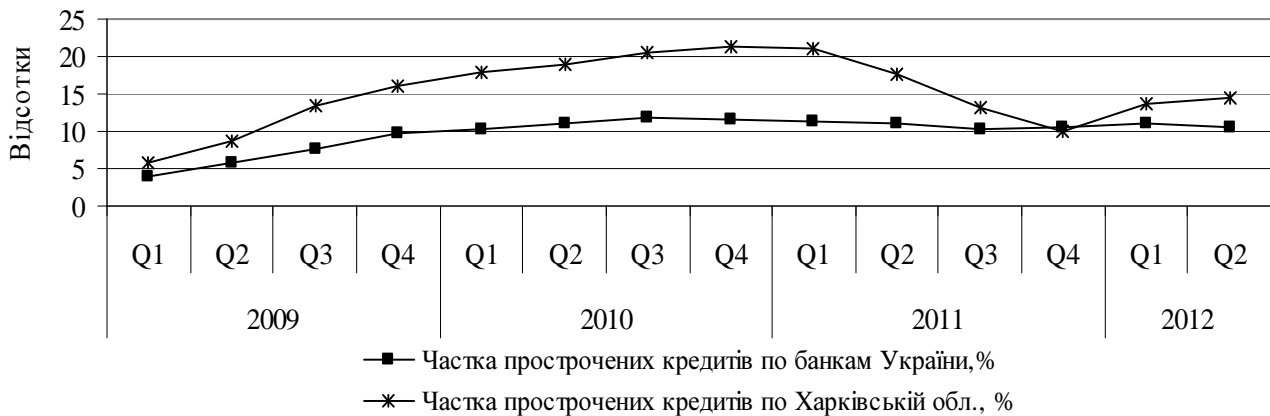 Відсотки
25
20
15
10
5
0
Q1 Q2 Q3 Q4 Q1 Q2 Q3 Q4 Q1 Q2 Q3 Q4 Q1 Q2
2009 2010 2011 2012
Частка прострочених кредитів по банкам України,%
Частка прострочених кредитів по Харківській обл., %